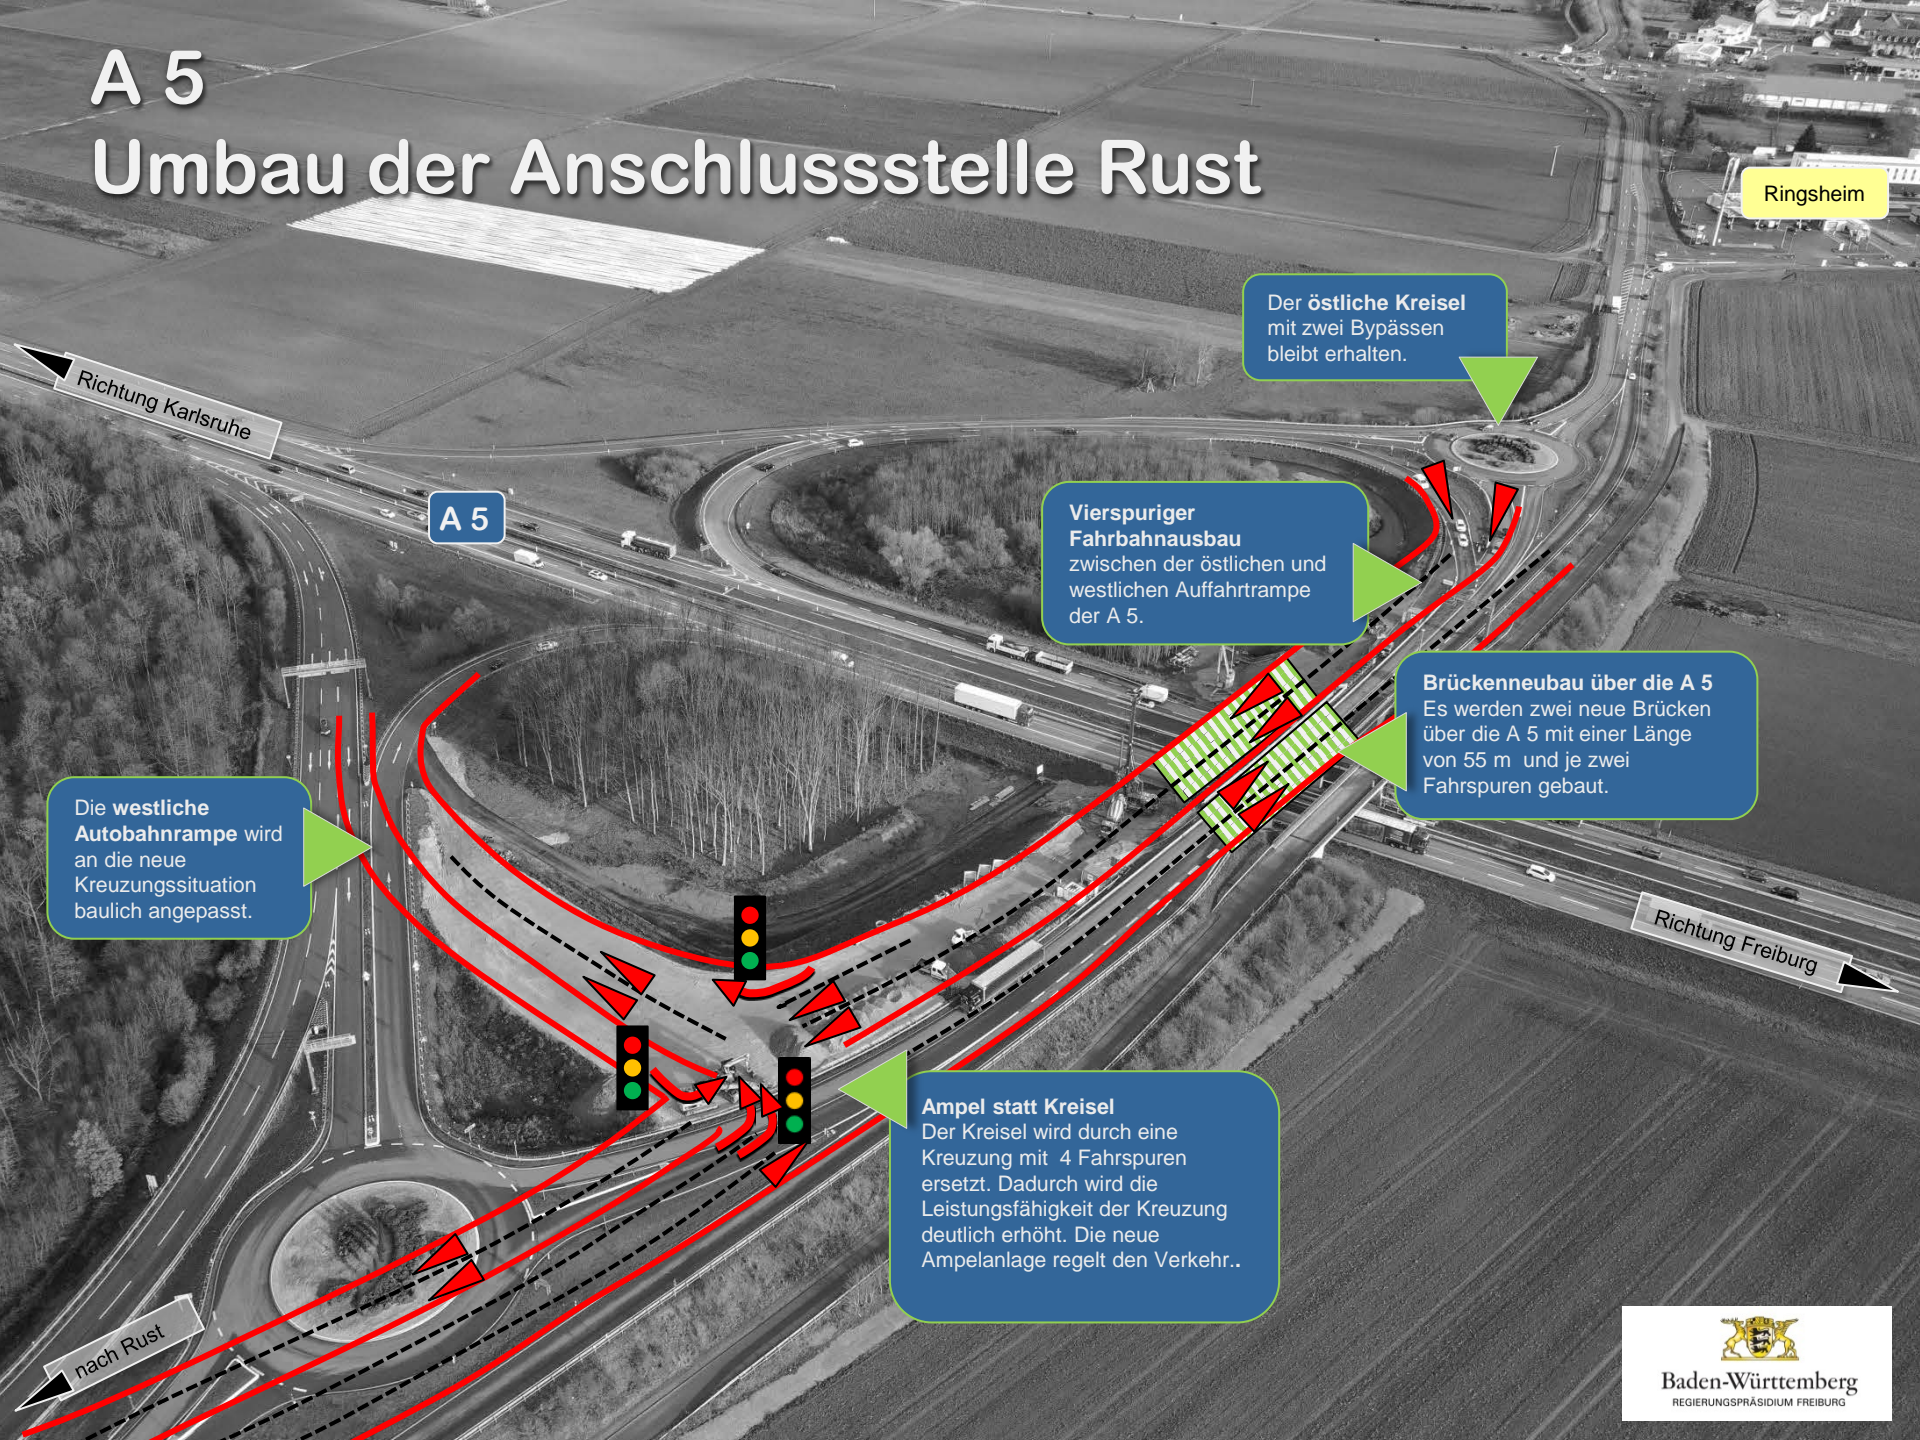 A 5
Umbau der Anschlussstelle Rust
Ringsheim
Der östliche Kreisel
mit zwei Bypässen
bleibt erhalten.
Richtung Karlsruhe
A 5
Vierspuriger
Fahrbahnausbau
zwischen der östlichen und
westlichen Auffahrtrampe
der A 5.
Brückenneubau über die A 5
Es werden zwei neue Brücken
über die A 5 mit einer Länge
von 55 m und je zwei
Fahrspuren gebaut.
Die westliche
Autobahnrampe wird
an die neue
Kreuzungssituation
baulich angepasst.
Richtung Freiburg
Ampel statt Kreisel
Der Kreisel wird durch eine
Kreuzung mit 4 Fahrspuren
ersetzt. Dadurch wird die
Leistungsfähigkeit der Kreuzung
deutlich erhöht. Die neue
Ampelanlage regelt den Verkehr..
nach Rust
Baden-Württemberg
REGIERUNGSPRÄSIDIUM FREIBURG